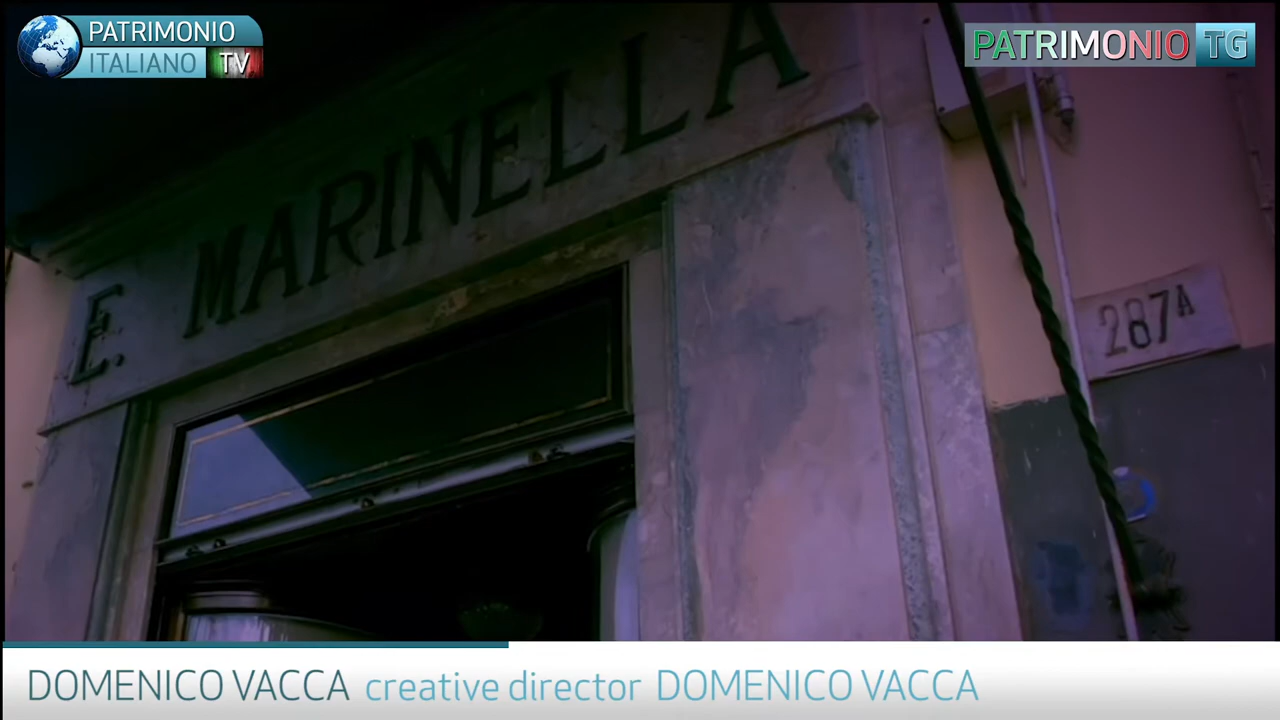 PATRIMONIO
ITALIANO TV
PATRIMONIO TG
E. MARINELLA
287A
DOMENICO VACCA creative director DOMENICO VACCA